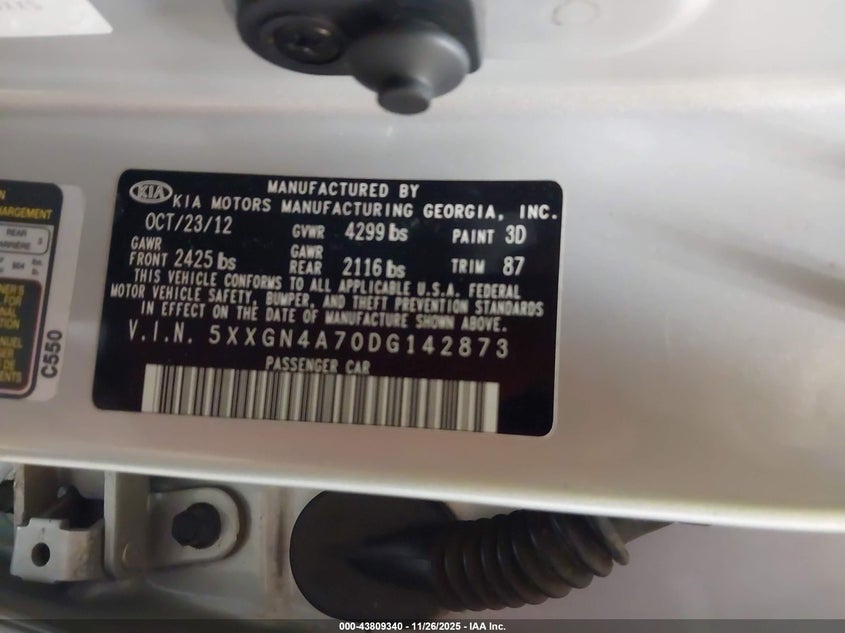 KIA
MANUFACTURED BY
KIA MOTORS MANUFACTURING GEORGIA, INC.
OCT/23/12 GVWR 4299 lbs PAINT 3D
GAWR FRONT 2425 lbs GAWR REAR 2116 lbs TRIM 87
THIS VEHICLE CONFORMS TO ALL APPLICABLE U.S.A. FEDERAL
MOTOR VEHICLE SAFETY, BUMPER, AND THEFT PREVENTION STANDARDS
IN EFFECT ON THE DATE OF MANUFACTURE SHOWN ABOVE.
V.I.N. 5XXGN4A70DG142873
PASSENGER CAR
REAR
C550
000-43809340 - 11/26/2025 - IAA Inc.